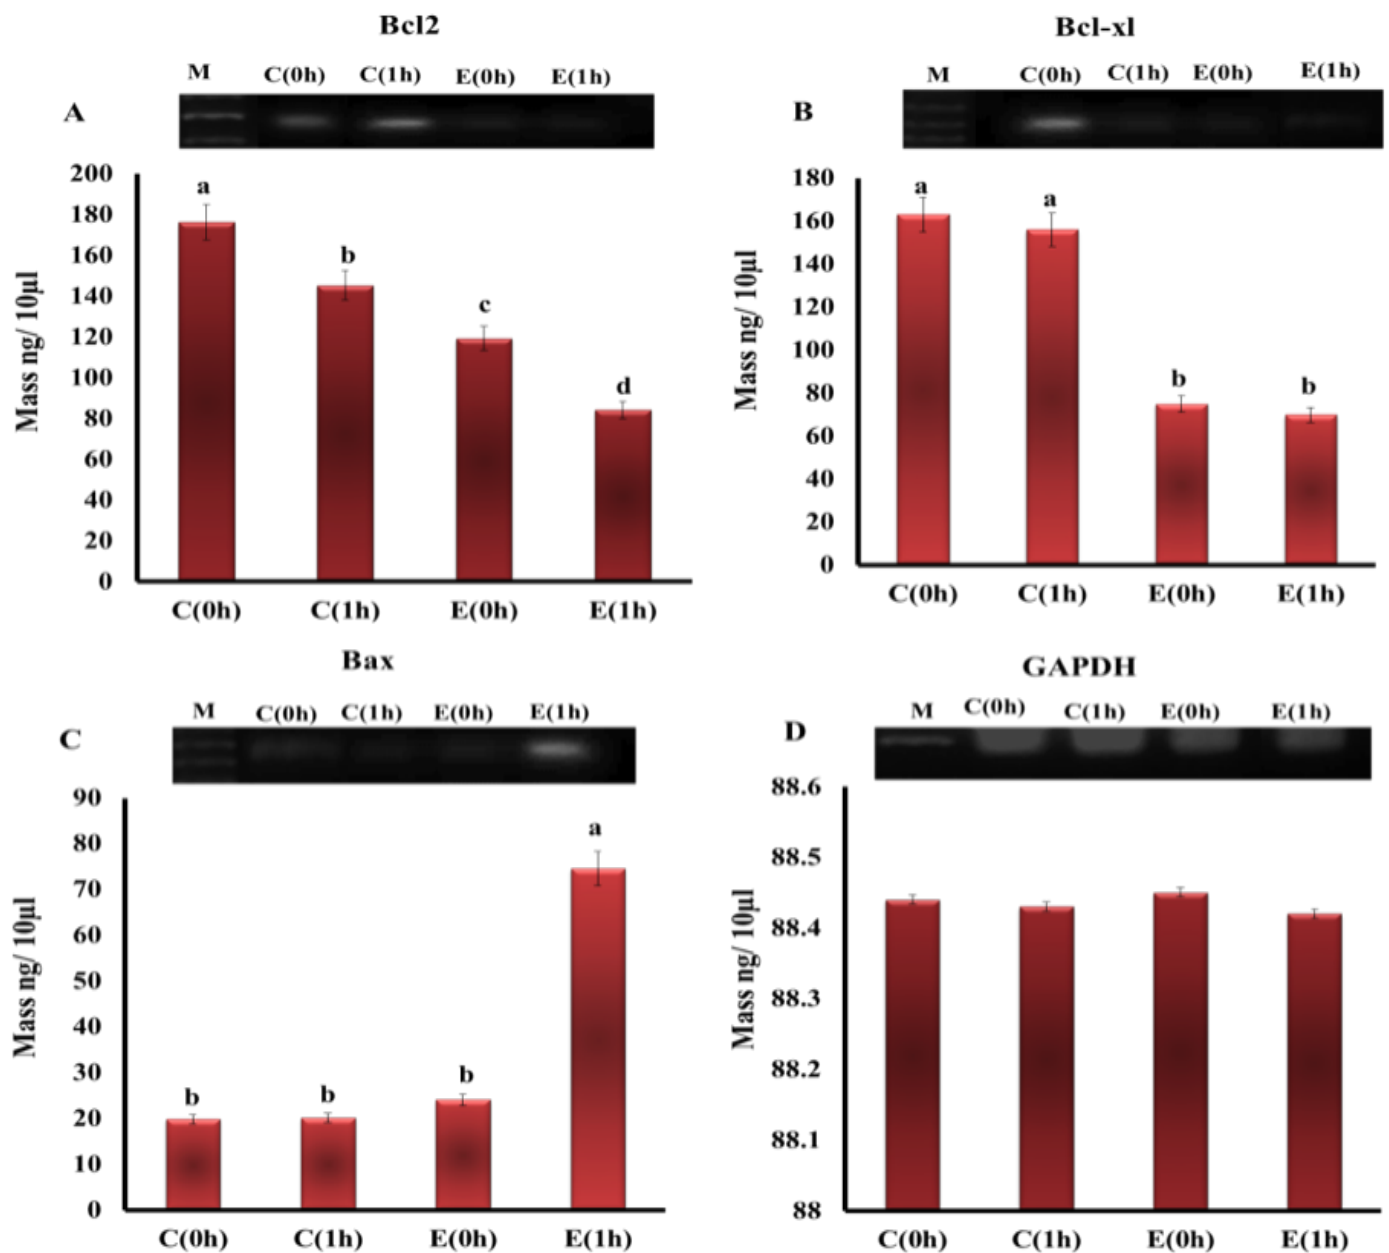 Bcl2
M C(0h) C(1h) E(0h) E(1h)
A
200
180
160
140
120
100
80
60
40
20
0
Mass ng/ 10µl
a
b
c
d
C(0h) C(1h) E(0h) E(1h)
Bcl-xl
M C(0h) C(1h) E(0h) E(1h)
B
180
160
140
120
100
80
60
40
20
0
Mass ng/ 10µl
a
a
b
b
C(0h) C(1h) E(0h) E(1h)
Bax
M C(0h) C(1h) E(0h) E(1h)
C
90
80
70
60
50
40
30
20
10
0
Mass ng/ 10µl
b
b
b
a
C(0h) C(1h) E(0h) E(1h)
GAPDH
M C(0h) C(1h) E(0h) E(1h)
D
88.6
88.5
88.4
88.3
88.2
88.1
88
Mass ng/ 10µl
C(0h) C(1h) E(0h) E(1h)